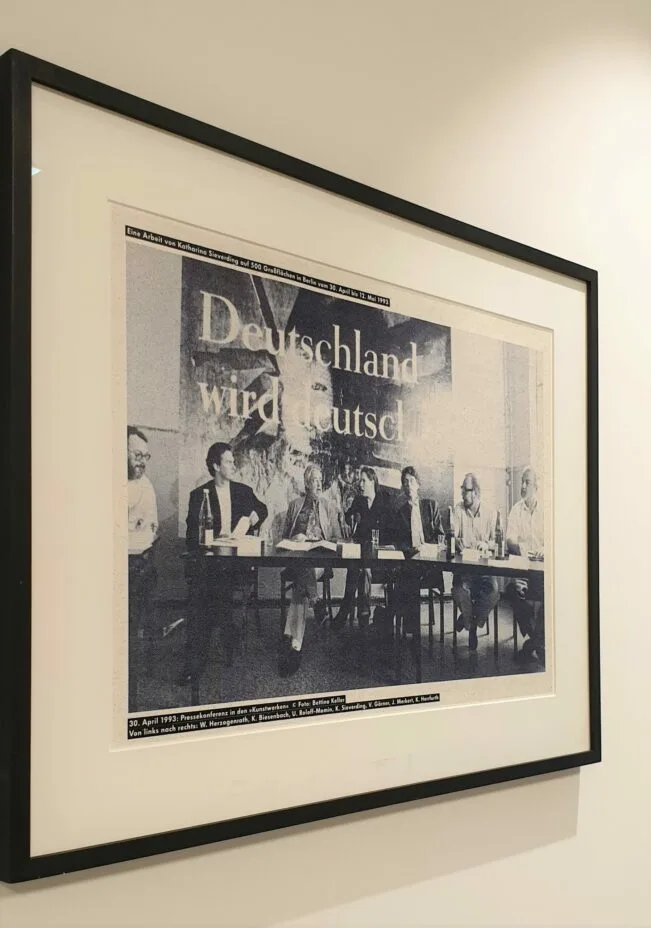 Eine Arbeit von Katharina Sieverding auf 500 Großflächen in Berlin vom 30. April bis 12. Mai 1993
Deutschland
wird deutsch
30. April 1993: Pressekonferenz in den »Kunstwerken« © Foto: Bettina Keller
Von links nach rechts: W. Herzogenrath, K. Biesenbach, U. Roloff-Momin, K. Sieverding, V. Görner, J. Merkert, K. Herrfurth